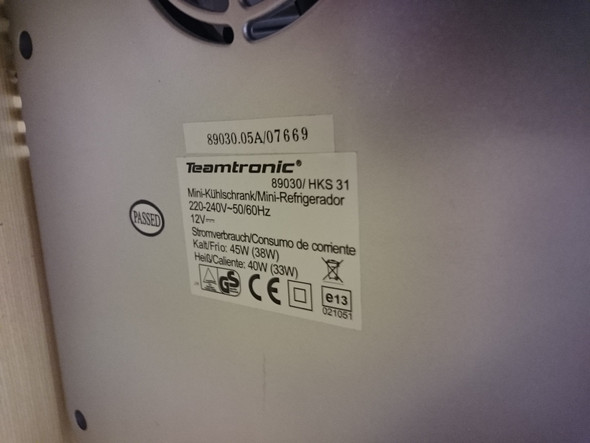 89030.05A/07669
Teamtronic®
89030/ HKS 31
Mini-Kühlschrank/Mini-Refrigerador
220-240V~50/60Hz
12V⎓
Stromverbrauch/Consumo de corriente
Kalt/Frio: 45W (38W)
Heiß/Caliente: 40W (33W)
GS
CE
e13
021051
PASSED